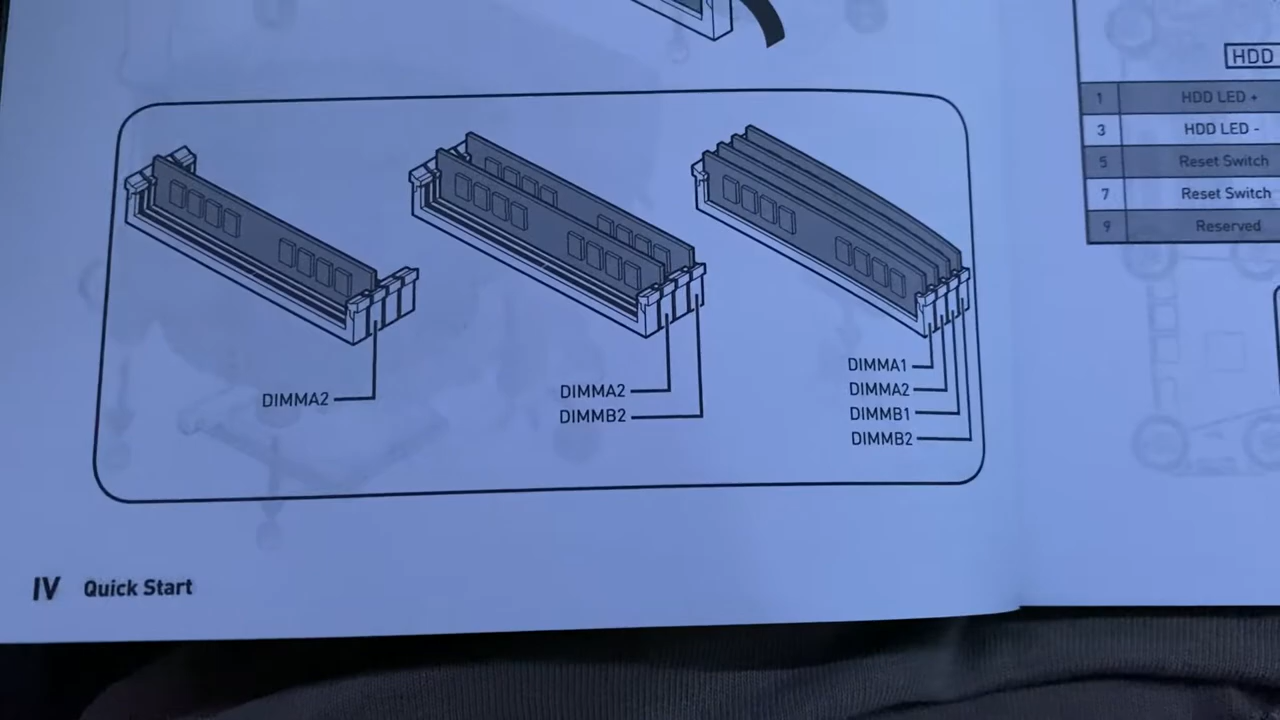 DIMMA2
DIMMA2
DIMMB2
DIMMA1
DIMMA2
DIMMB1
DIMMB2
IV Quick Start
HDD
1 HDD LED +
3 HDD LED -
5 Reset Switch
7 Reset Switch
9 Reserved